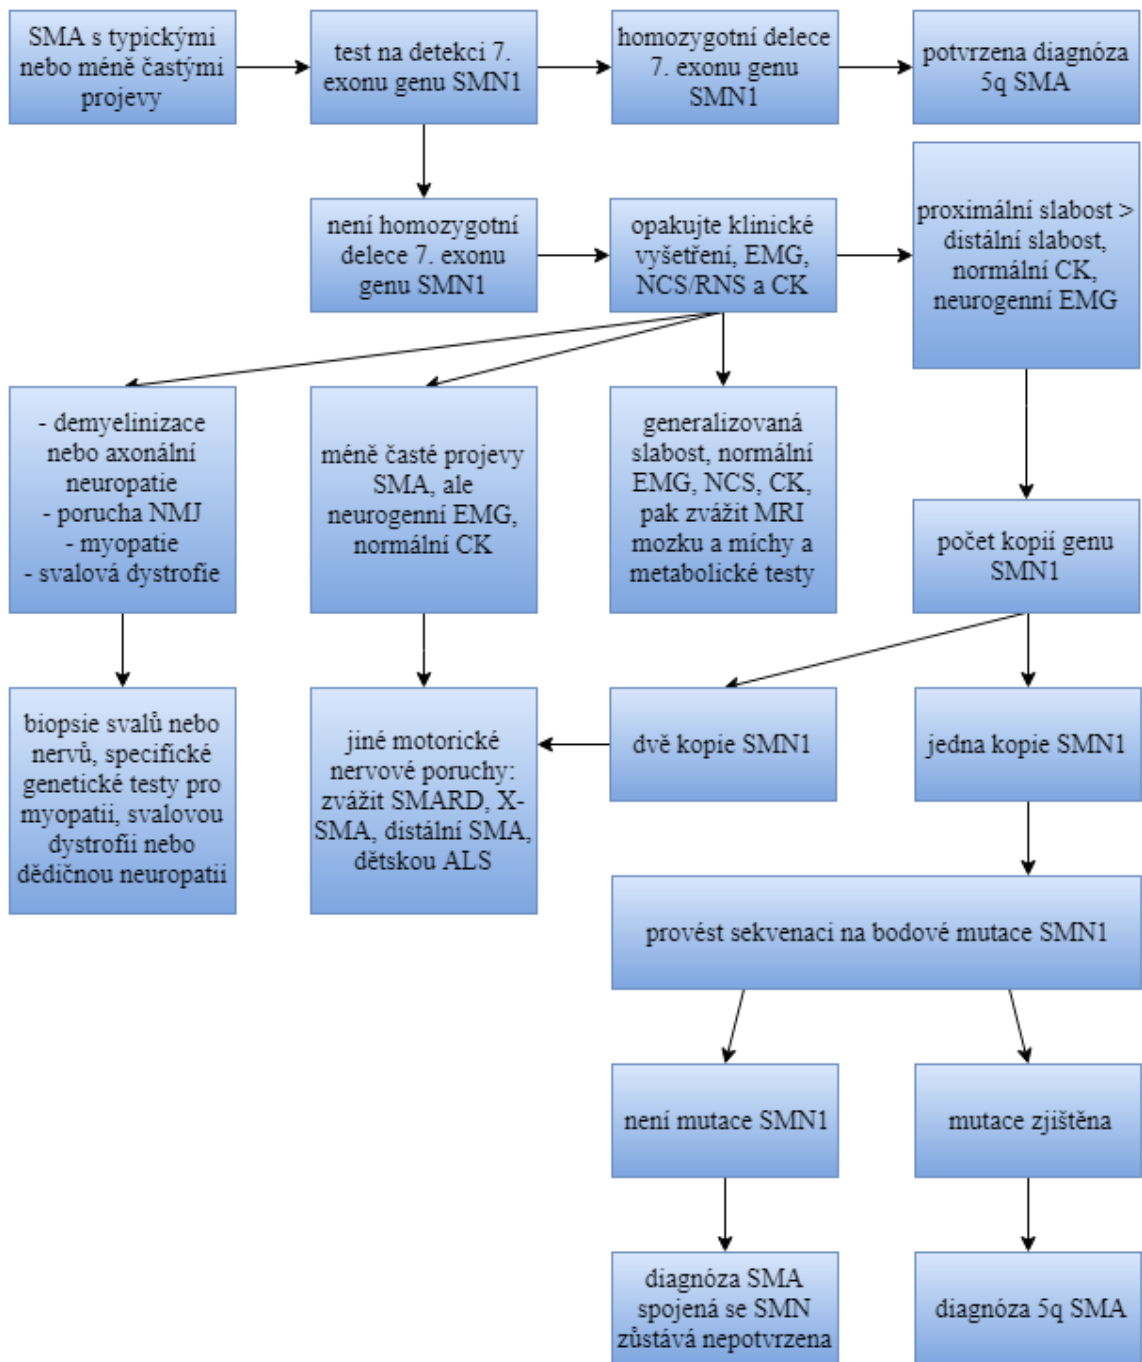 SMA s typickými
nebo méně častými
projevy
test na detekci 7.
exonu genu SMN1
homozygotní delece
7. exonu genu
SMN1
potvrzena diagnóza
5q SMA
není homozygotní
delece 7. exonu
genu SMN1
opakujte klinické
vyšetření, EMG,
NCS/RNS a CK
proximální slabost >
distální slabost,
normální CK,
neurogenní EMG
- demyelinizace
nebo axonální
neuropatie
- porucha NMJ
- myopatie
- svalová dystrofie
méně časté projevy
SMA, ale
neurogenní EMG,
normální CK
generalizovaná
slabost, normální
EMG, NCS, CK,
pak zvážit MRI
mozku a míchy a
metabolické testy
počet kopií genu
SMN1
biopsie svalů nebo
nervů, specifické
genetické testy pro
myopatii, svalovou
dystrofii nebo
dědičnou neuropatii
jiné motorické
nervové poruchy:
zvážit SMARD, X-
SMA, distální SMA,
dětskou ALS
dvě kopie SMN1
jedna kopie SMN1
provést sekvenaci na bodové mutace SMN1
není mutace SMN1
mutace zjištěna
diagnóza SMA
spojená se SMN
zůstává nepotvrzena
diagnóza 5q SMA